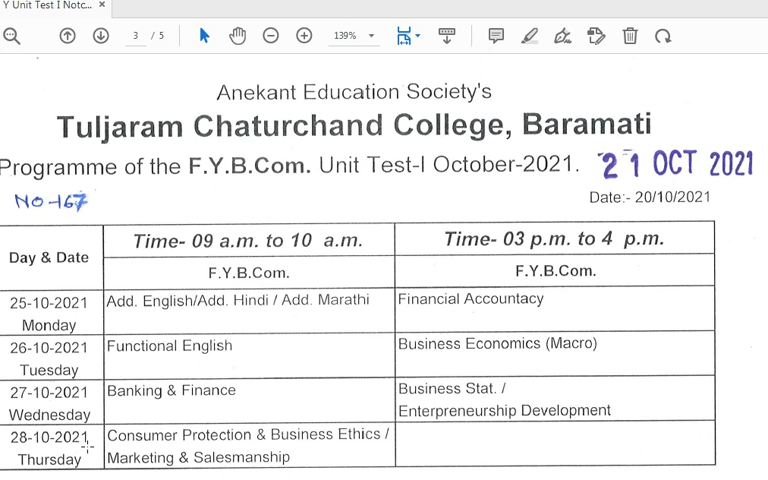 Y Unit Test I Notc... ×
3 / 5
139%
Anekant Education Society's
Tuljaram Chaturchand College, Baramati
Programme of the F.Y.B.Com. Unit Test-I October-2021. 21 OCT 2021
NO-167
Date:- 20/10/2021
Day & Date
Time- 09 a.m. to 10 a.m.
Time- 03 p.m. to 4 p.m.
F.Y.B.Com.
F.Y.B.Com.
25-10-2021
Monday
Add. English/Add. Hindi / Add. Marathi
Financial Accountacy
26-10-2021
Tuesday
Functional English
Business Economics (Macro)
27-10-2021
Wednesday
Banking & Finance
Business Stat. /
Enterpreneurship Development
28-10-2021
Thursday
Consumer Protection & Business Ethics /
Marketing & Salesmanship